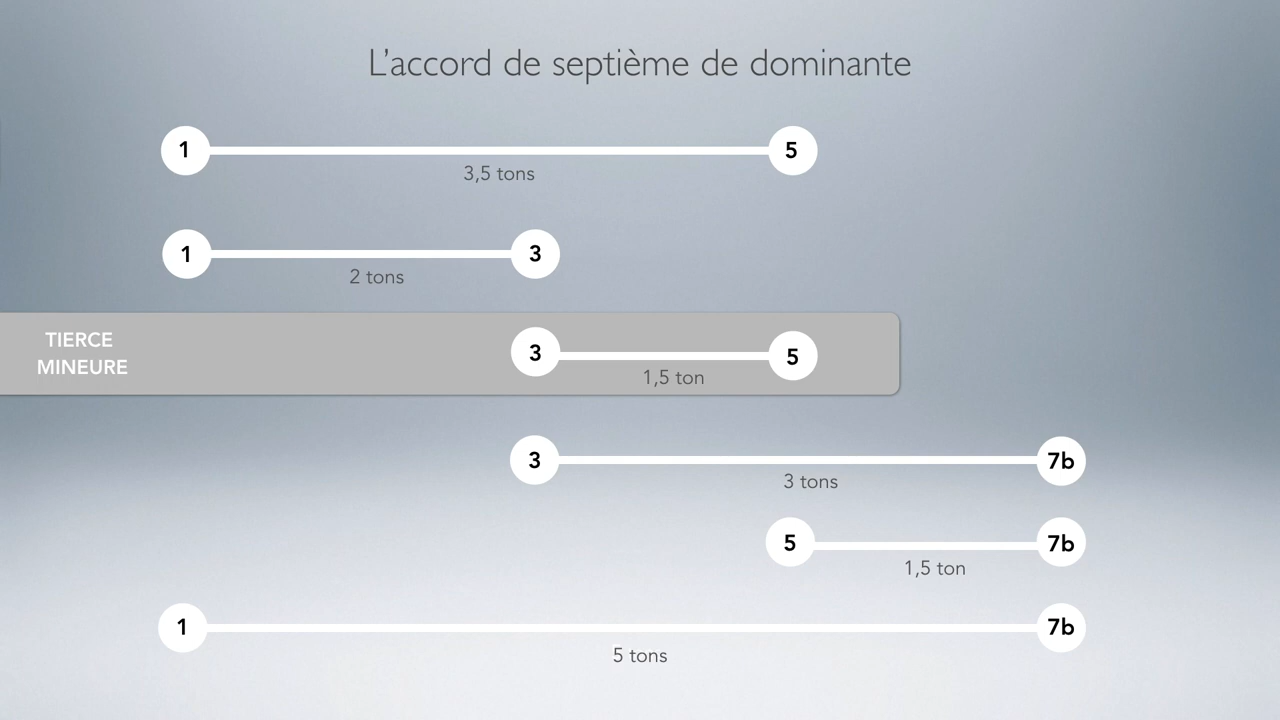 L'accord de septième de dominante
1 5
3,5 tons
1 3
2 tons
TIERCE
MINEURE
3 5
1,5 ton
3 7b
3 tons
5 7b
1,5 ton
1 7b
5 tons